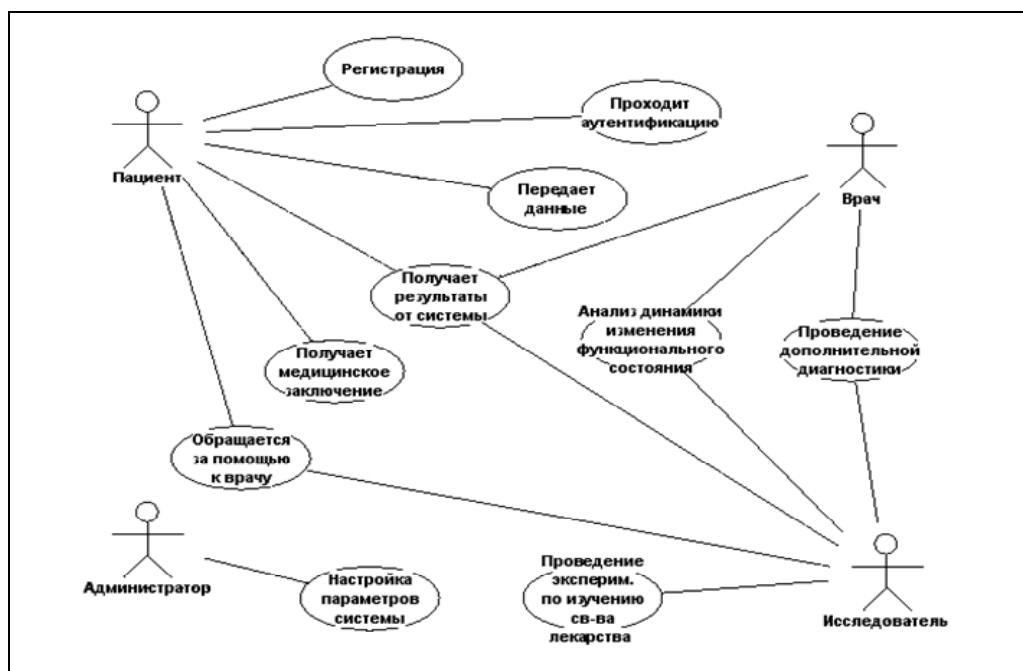 Регистрация
Проходит
аутентификацию
Пациент
Передает
данные
Врач
Получает
результаты
от системы
Анализ динамики
изменения
функционального
состояния
Проведение
дополнительной
диагностики
Получает
медицинское
заключение
Обращается
за помощью
к врачу
Администратор
Настройка
параметров
системы
Проведение
эксперим.
по изучению
св-ва
лекарства
Исследователь